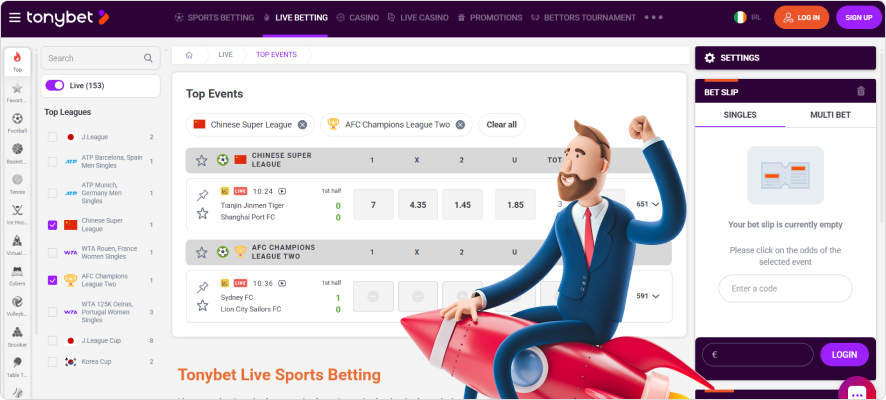 tonybet
SPORTS BETTING
LIVE BETTING
CASINO
LIVE CASINO
PROMOTIONS
BETTORS TOURNAMENT
IRL
LOG IN
SIGN UP
Top
Favorit...
Football
Basket...
Tennis
Ice Hoc...
Virtual ...
Cybers
Volleyb...
Snooker
Table T...
Search
Live (153)
Top Leagues
J.League 2
ATP Barcelona, Spain
Men Singles 1
ATP Munich,
Germany Men
Singles 1
Chinese Super
League 1
WTA Rouen, France
Women Singles 3
AFC Champions
League Two 1
WTA 125K Oeiras,
Portugal Women
Singles 3
J.League Cup 8
Korea Cup 2
LIVE
TOP EVENTS
Top Events
Chinese Super League
AFC Champions League Two
Clear all
CHINESE SUPER
LEAGUE
1 X 2 U TOT
LIVE 10:24 1st half
Tianjin Jinmen Tiger 0
Shanghai Port FC 0
7 4.35 1.45 1.85 3 651
AFC CHAMPIONS
LEAGUE TWO
1 X 2 U
LIVE 10:36 1st half
Sydney FC 1
Lion City Sailors FC 0
591
Tonybet Live Sports Betting
SETTINGS
BET SLIP
SINGLES
MULTI BET
Your bet slip is currently empty
Please click on the odds of the
selected event
Enter a code
€
LOGIN